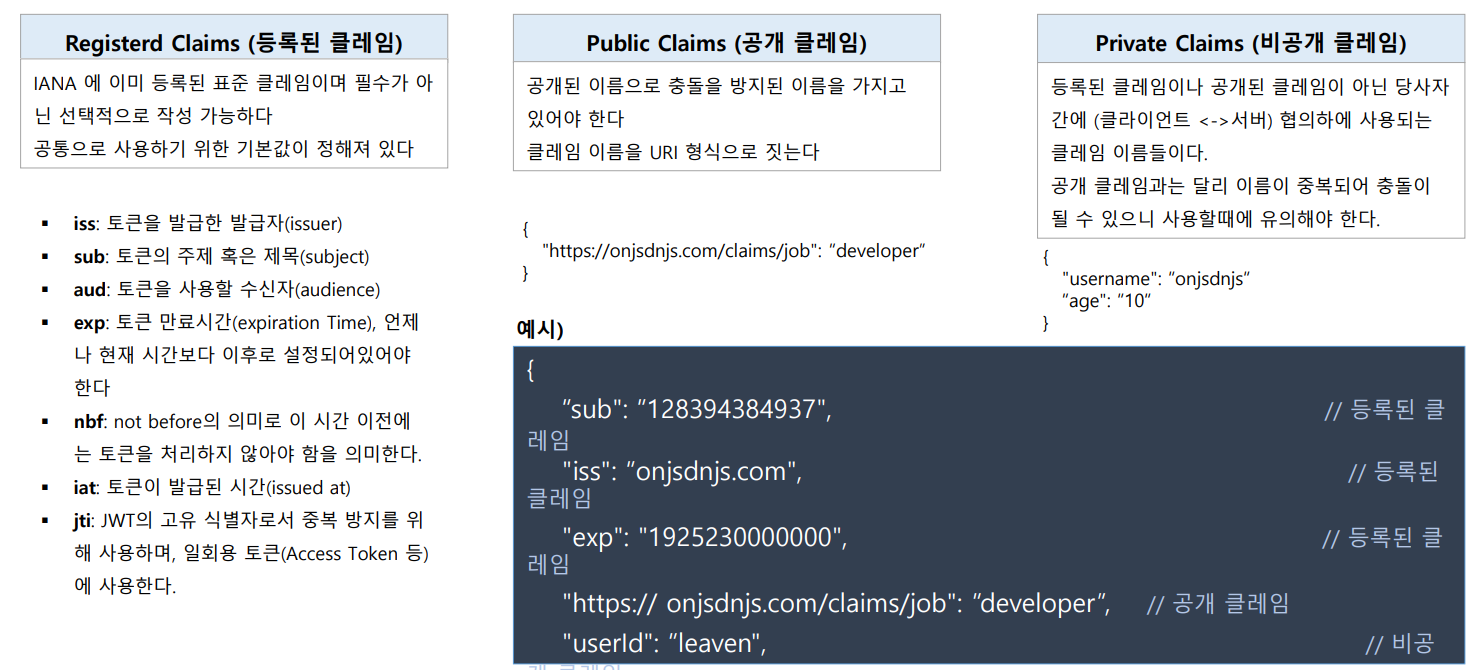 Registerd Claims (등록된 클레임)
IANA 에 이미 등록된 표준 클레임이며 필수가 아
닌 선택적으로 작성 가능하다
공통으로 사용하기 위한 기본값이 정해져 있다
▪ iss: 토큰을 발급한 발급자(issuer)
▪ sub: 토큰의 주제 혹은 제목(subject)
▪ aud: 토큰을 사용할 수신자(audience)
▪ exp: 토큰 만료시간(expiration Time), 언제
나 현재 시간보다 이후로 설정되어있어야
한다
▪ nbf: not before의 의미로 이 시간 이전에
는 토큰을 처리하지 않아야 함을 의미한다.
▪ iat: 토큰이 발급된 시간(issued at)
▪ jti: JWT의 고유 식별자로서 중복 방지를 위
해 사용하며, 일회용 토큰(Access Token 등)
에 사용한다.
Public Claims (공개 클레임)
공개된 이름으로 충돌을 방지된 이름을 가지고
있어야 한다
클레임 이름을 URI 형식으로 짓는다
{
"https://onjsdnjs.com/claims/job": “developer“
}
Private Claims (비공개 클레임)
등록된 클레임이나 공개된 클레임이 아닌 당사자
간에 (클라이언트 <->서버) 협의하에 사용되는
클레임 이름들이다.
공개 클레임과는 달리 이름이 중복되어 충돌이
될 수 있으니 사용할때에 유의해야 한다.
{
"username": “onjsdnjs“
“age": “10“
}
예시)
{
“sub": “128394384937", // 등록된 클
레임
"iss": “onjsdnjs.com", // 등록된
클레임
"exp": "1925230000000", // 등록된 클
레임
"https:// onjsdnjs.com/claims/job": “developer“, // 공개 클레임
"userId": “leaven", // 비공
개 클레임